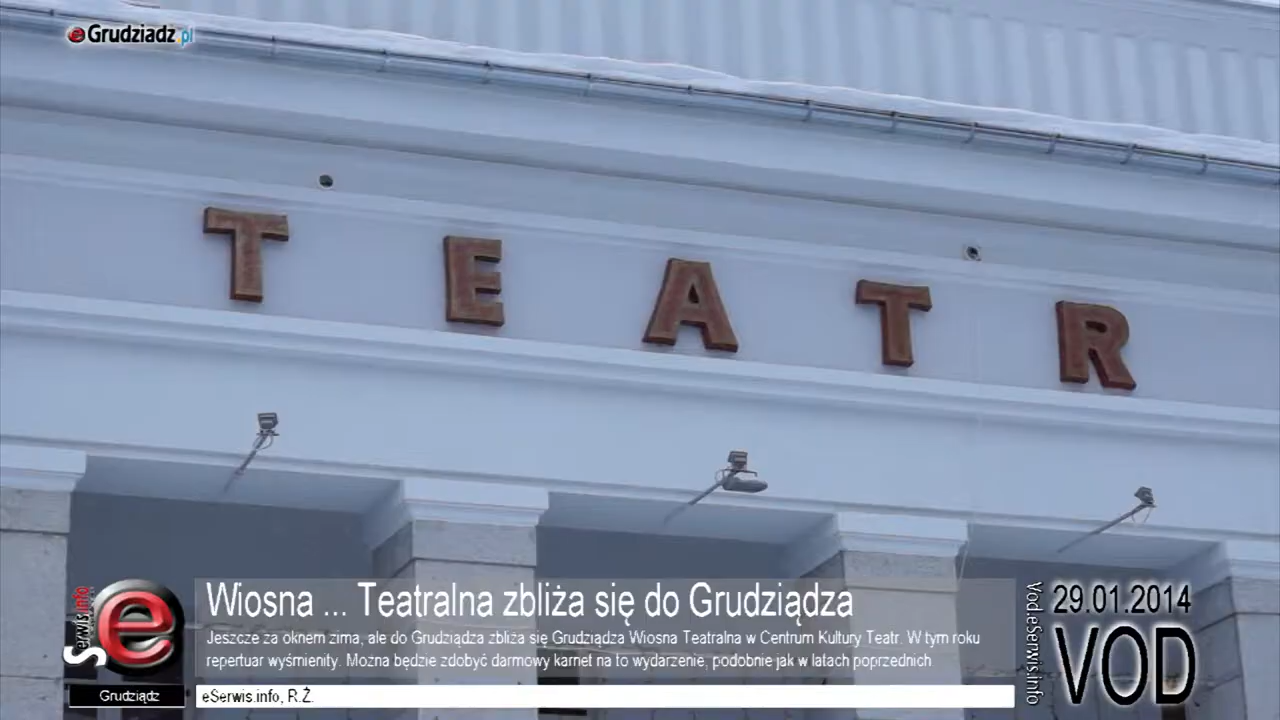 eGrudziadz.pl
TEATR
Wiosna ... Teatralna zbliża się do Grudziądza
Jeszcze za oknem zima, ale do Grudziądza zbliża się Grudziądza Wiosna Teatralna w Centrum Kultury Teatr. W tym roku
repertuar wyśmienity. Można będzie zdobyć darmowy karnet na to wydarzenie, podobnie jak w latach poprzednich
eSerwis.info, R.Ż.
eSerwis.info
Grudziądz
Vod.eSerwis.info
29.01.2014
VOD